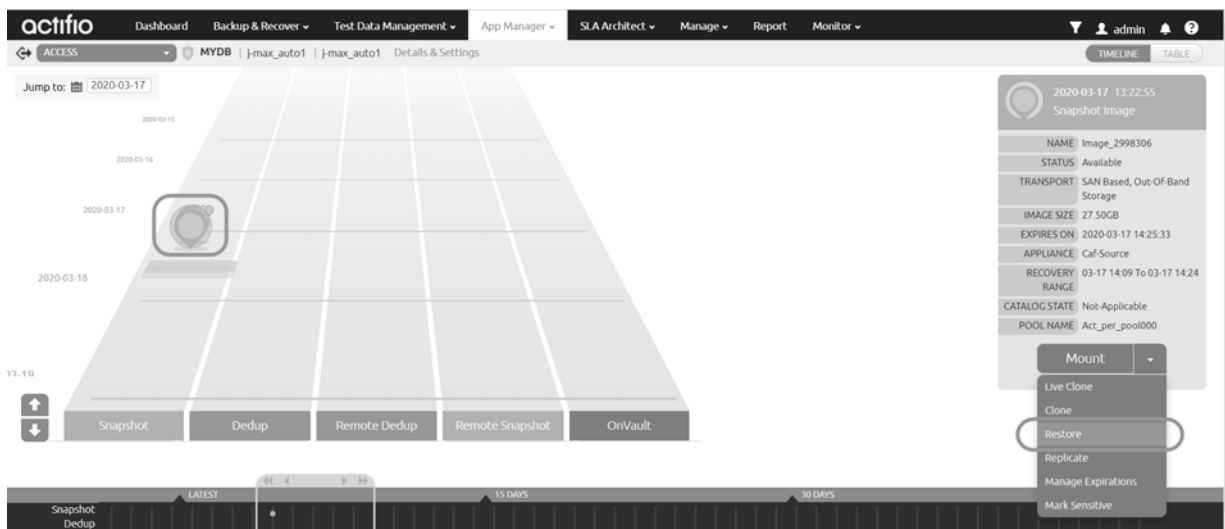 actifio
Dashboard Backup & Recover Test Data Management App Manager SLA Architect Manage Report Monitor admin
ACCESS MYDB | j-max_auto1 | j-max_auto1 Details & Settings TIMELINE TABLE
Jump to: 2020-03-17
2020-03-15
2020-03-16
2020-03-17
2020-03-18
Snapshot Dedup Remote Dedup Remote Snapshot OnVault
2020-03-17 13:22:55
Snapshot Image
NAME Image_2998306
STATUS Available
TRANSPORT SAN Based, Out-Of-Band
Storage
IMAGE SIZE 27.50GB
EXPIRES ON 2020-03-17 14:25:33
APPLIANCE Caf-Source
RECOVERY 03-17 14:09 To 03-17 14:24
RANGE
CATALOG STATE Not-Applicable
POOL NAME Act_per_pool000
Mount
Live Clone
Clone
Restore
Replicate
Manage Expirations
Mark Sensitive
LATEST 15 DAYS 30 DAYS
Snapshot
Dedup